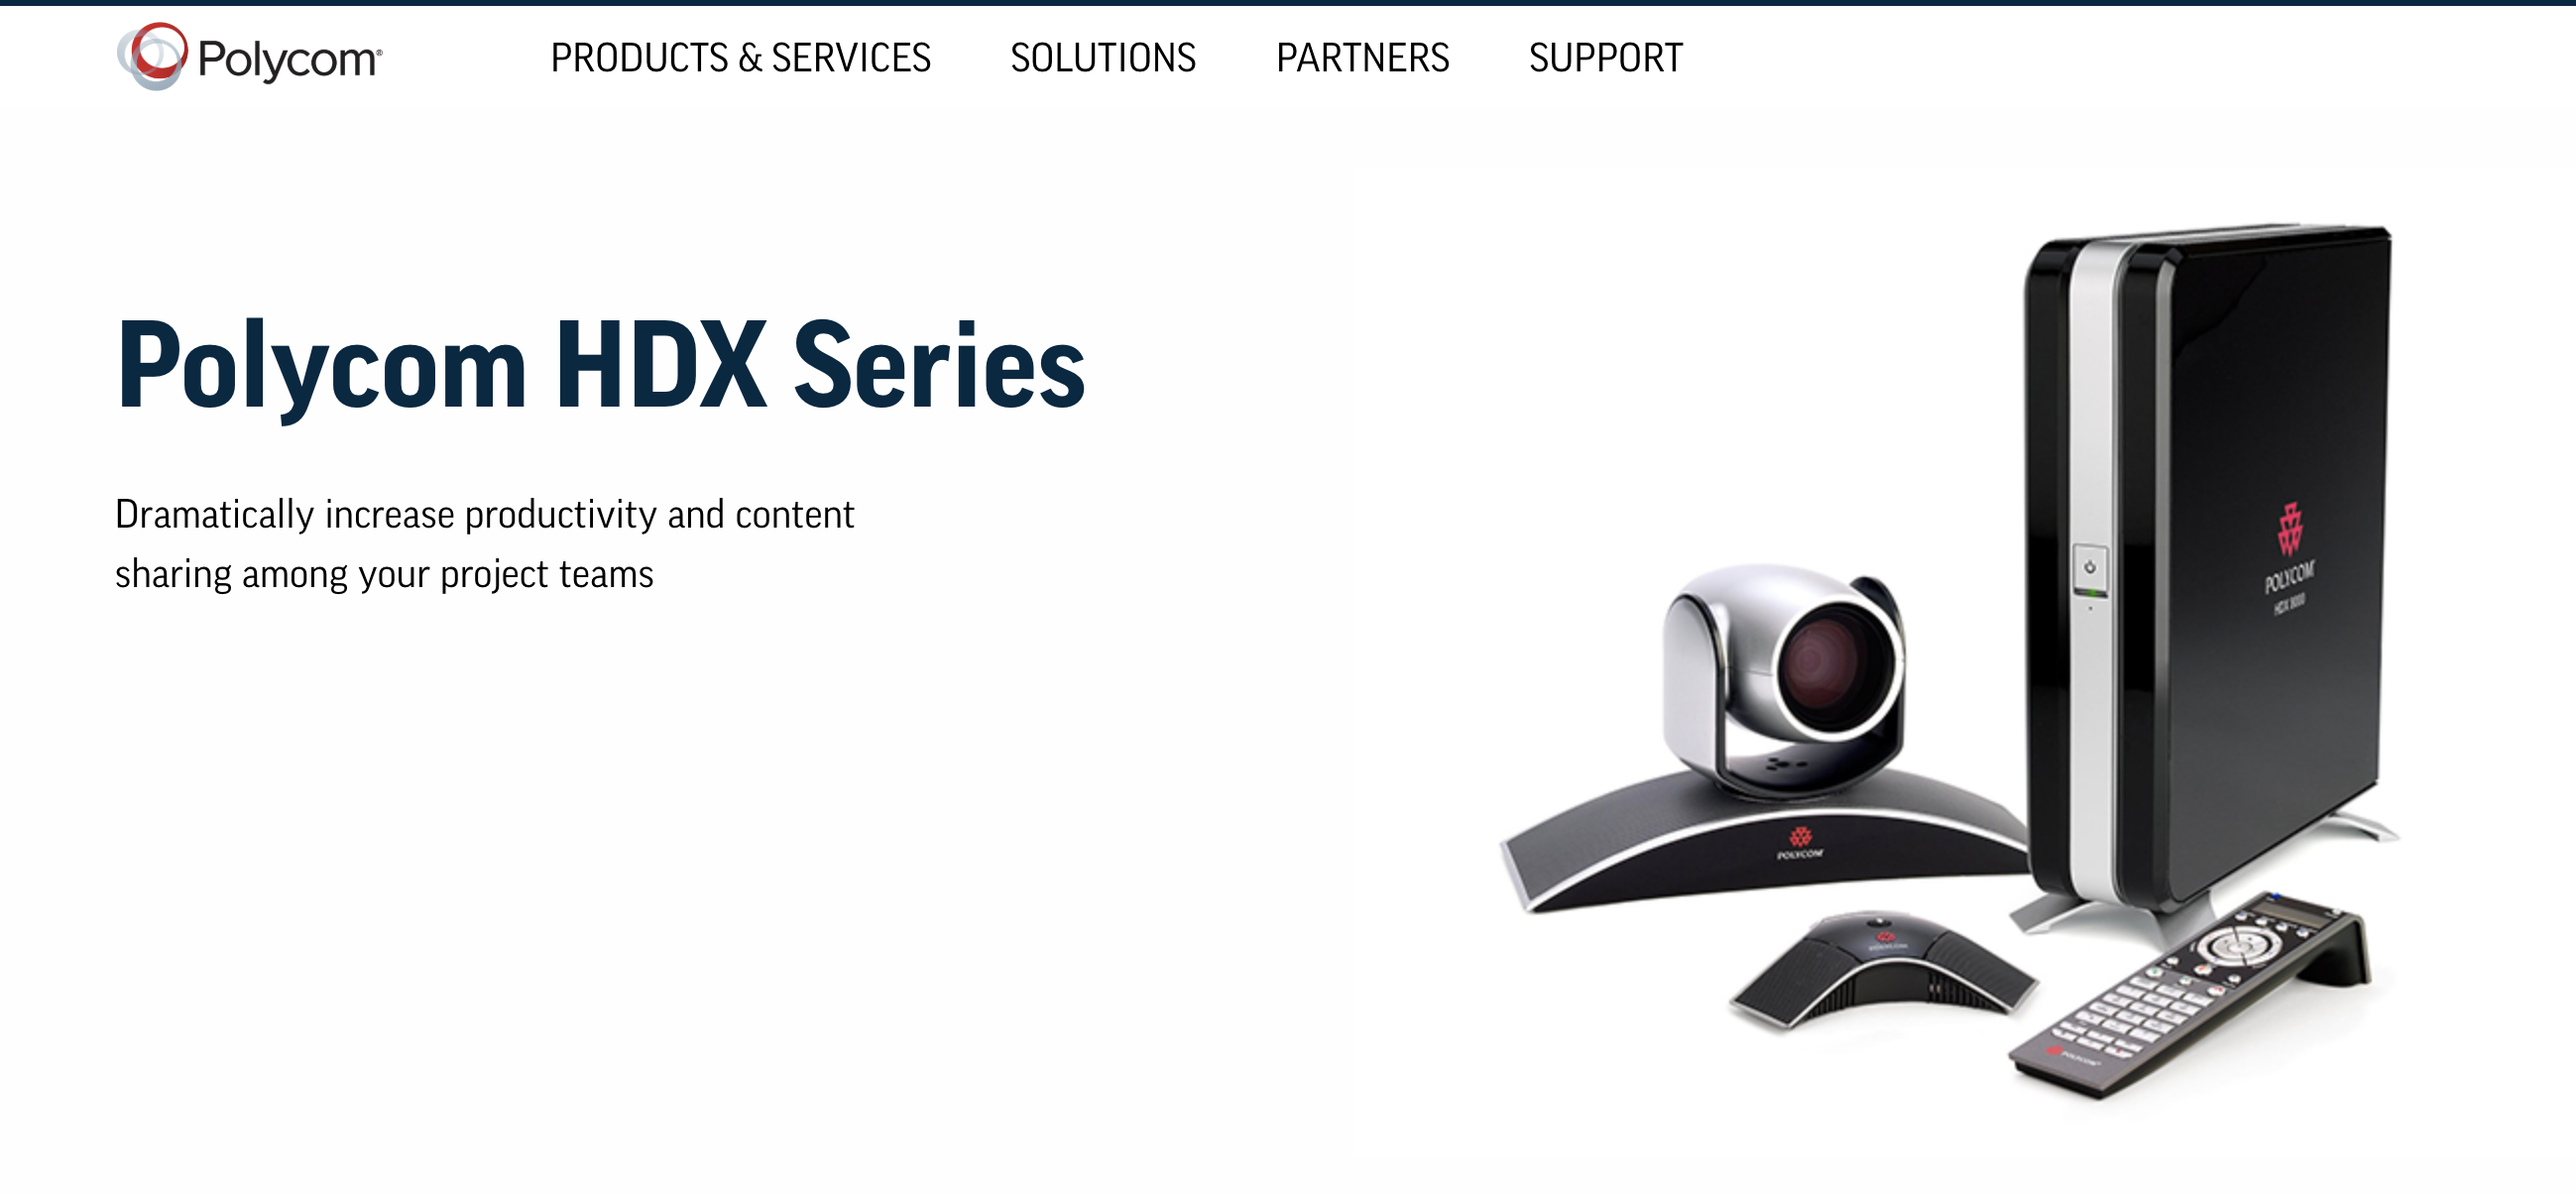 Polycom®
PRODUCTS & SERVICES
SOLUTIONS
PARTNERS
SUPPORT
Polycom HDX Series
Dramatically increase productivity and content
sharing among your project teams
POLYCOM
HDX 8000
POLYCOM
POLYCOM
POLYCOM